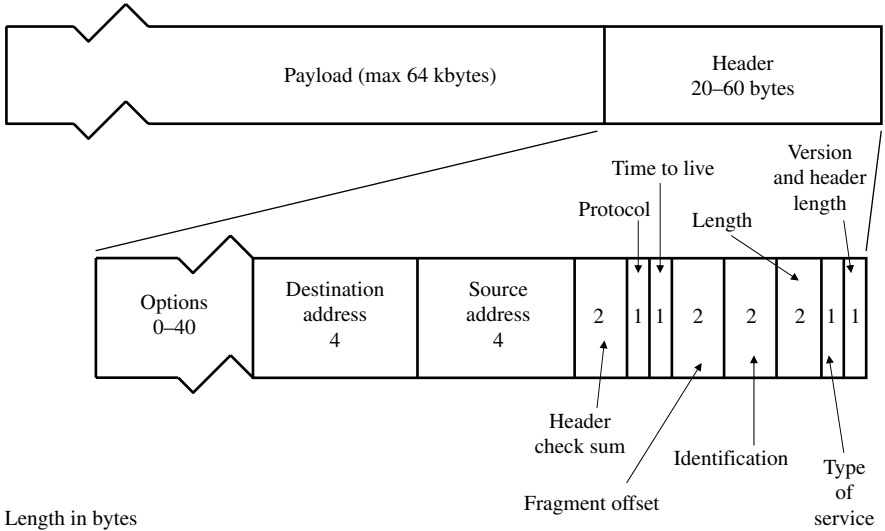 Payload (max 64 kbytes)
Header
20–60 bytes
Version
and header
length
Time to live
Protocol
Length
Options
0–40
Destination
address
4
Source
address
4
2
1
1
2
2
2
1
1
Header
check sum
Fragment offset
Identification
Type
of
service
Length in bytes